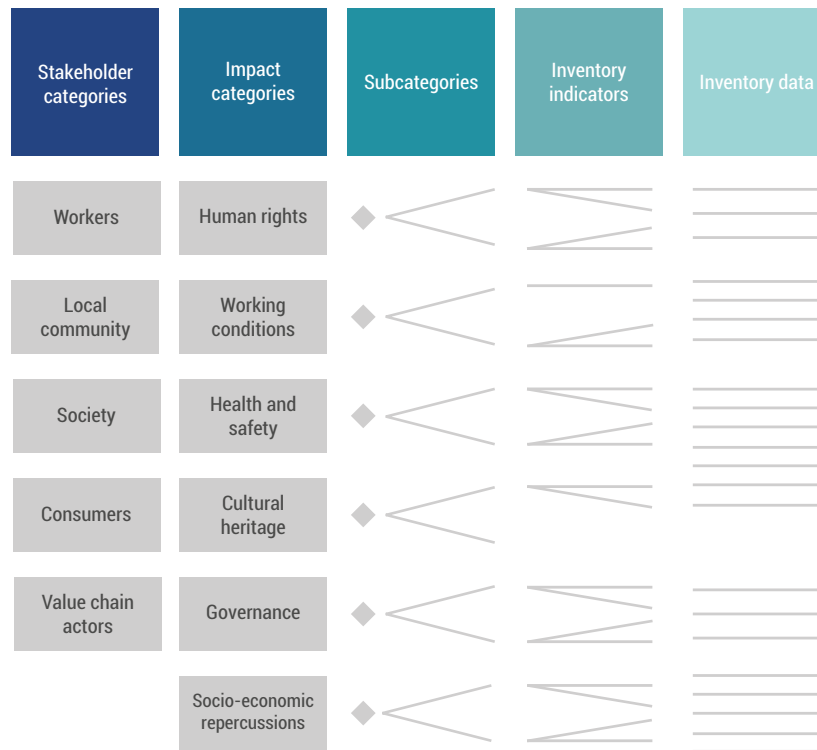 Stakeholder
categories
Impact
categories
Subcategories
Inventory
indicators
Inventory data
Workers
Human rights
Local
community
Working
conditions
Society
Health and
safety
Consumers
Cultural
heritage
Value chain
actors
Governance
Socio-economic
repercussions